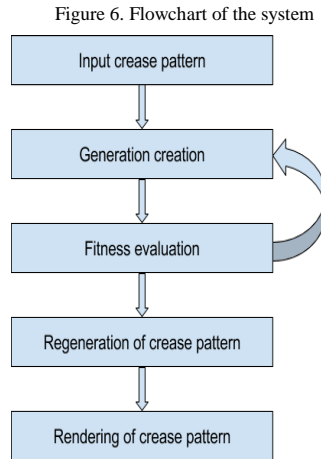 Figure 6. Flowchart of the system
Input crease pattern
Generation creation
Fitness evaluation
Regeneration of crease pattern
Rendering of crease pattern